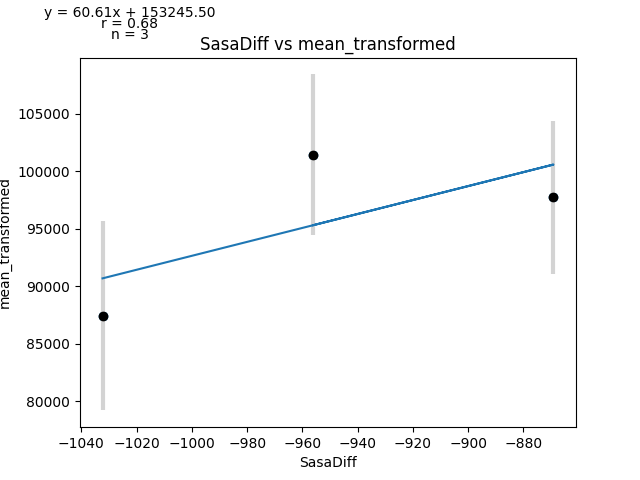 y = 60.61x + 153245.50
r = 0.68
n = 3
SasaDiff vs mean_transformed
105000
100000
95000
90000
85000
80000
mean_transformed
−1040 −1020 −1000 −980 −960 −940 −920 −900 −880
SasaDiff